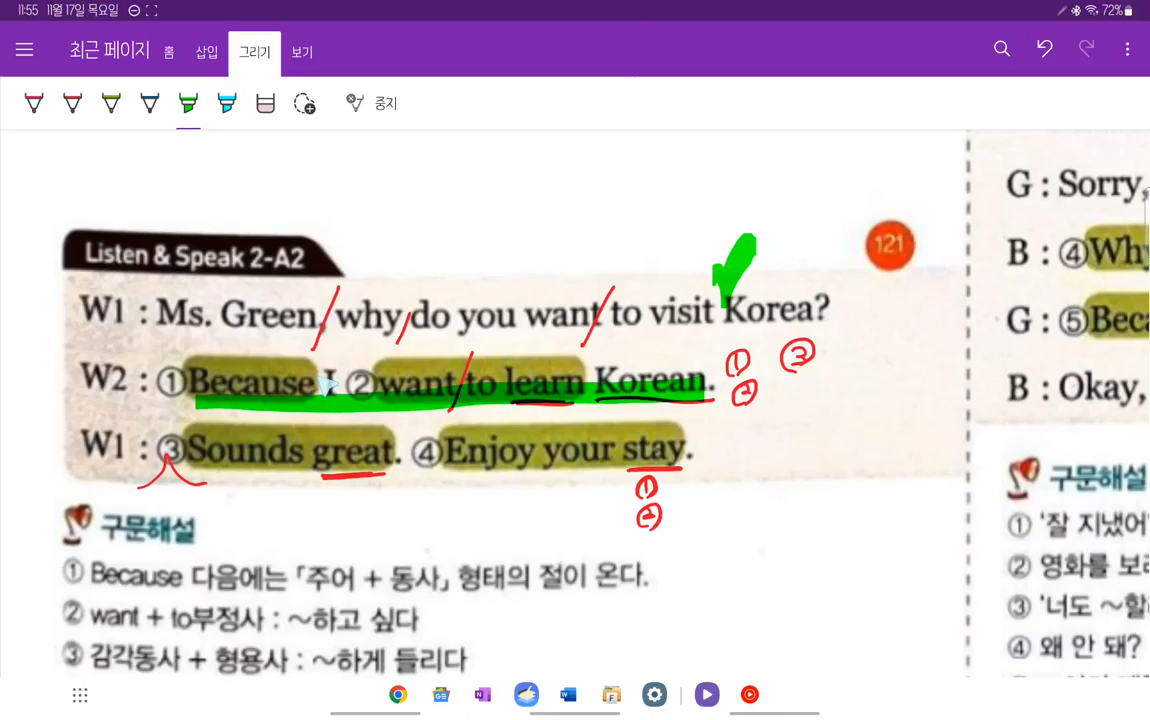 11:55 11월 17일 목요일 72%
최근 페이지 홈 삽입 그리기 보기
중지
Listen & Speak 2-A2
121
W1 : Ms. Green, why do you want to visit Korea?
W2 : ①Because I ②want to learn Korean. ① ② ③
W1 : ③Sounds great. ④Enjoy your stay.
① ②
구문해설
① Because 다음에는 「주어 + 동사」 형태의 절이 온다.
② want + to부정사 : ~하고 싶다
③ 감각동사 + 형용사 : ~하게 들리다
G : Sorry,
B : ④Why
G : ⑤Beca
B : Okay,
구문해설
① '잘 지냈어
② 영화를 보
③ '너도 ~할
④ 왜 안 돼?